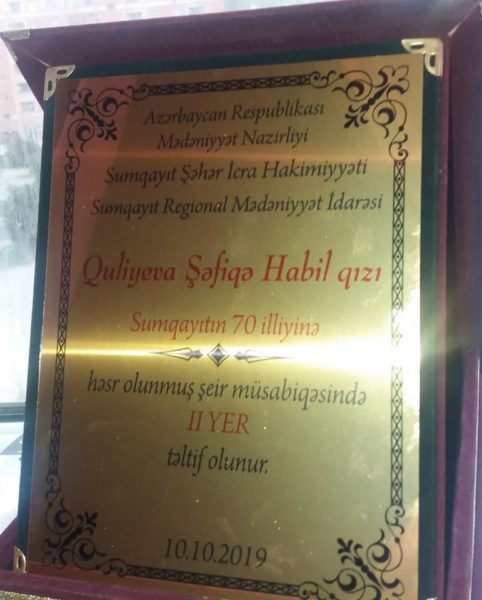 Azərbaycan Respublikası
Mədəniyyət Nazirliyi
Sumqayıt Şəhər İcra Hakimiyyəti
Sumqayıt Regional Mədəniyyət İdarəsi
Quliyeva Şəfiqə Habil qızı
Sumqayıtın 70 illiyinə
həsr olunmuş şeir müsabiqəsində
II YER
təltif olunur.
10.10.2019